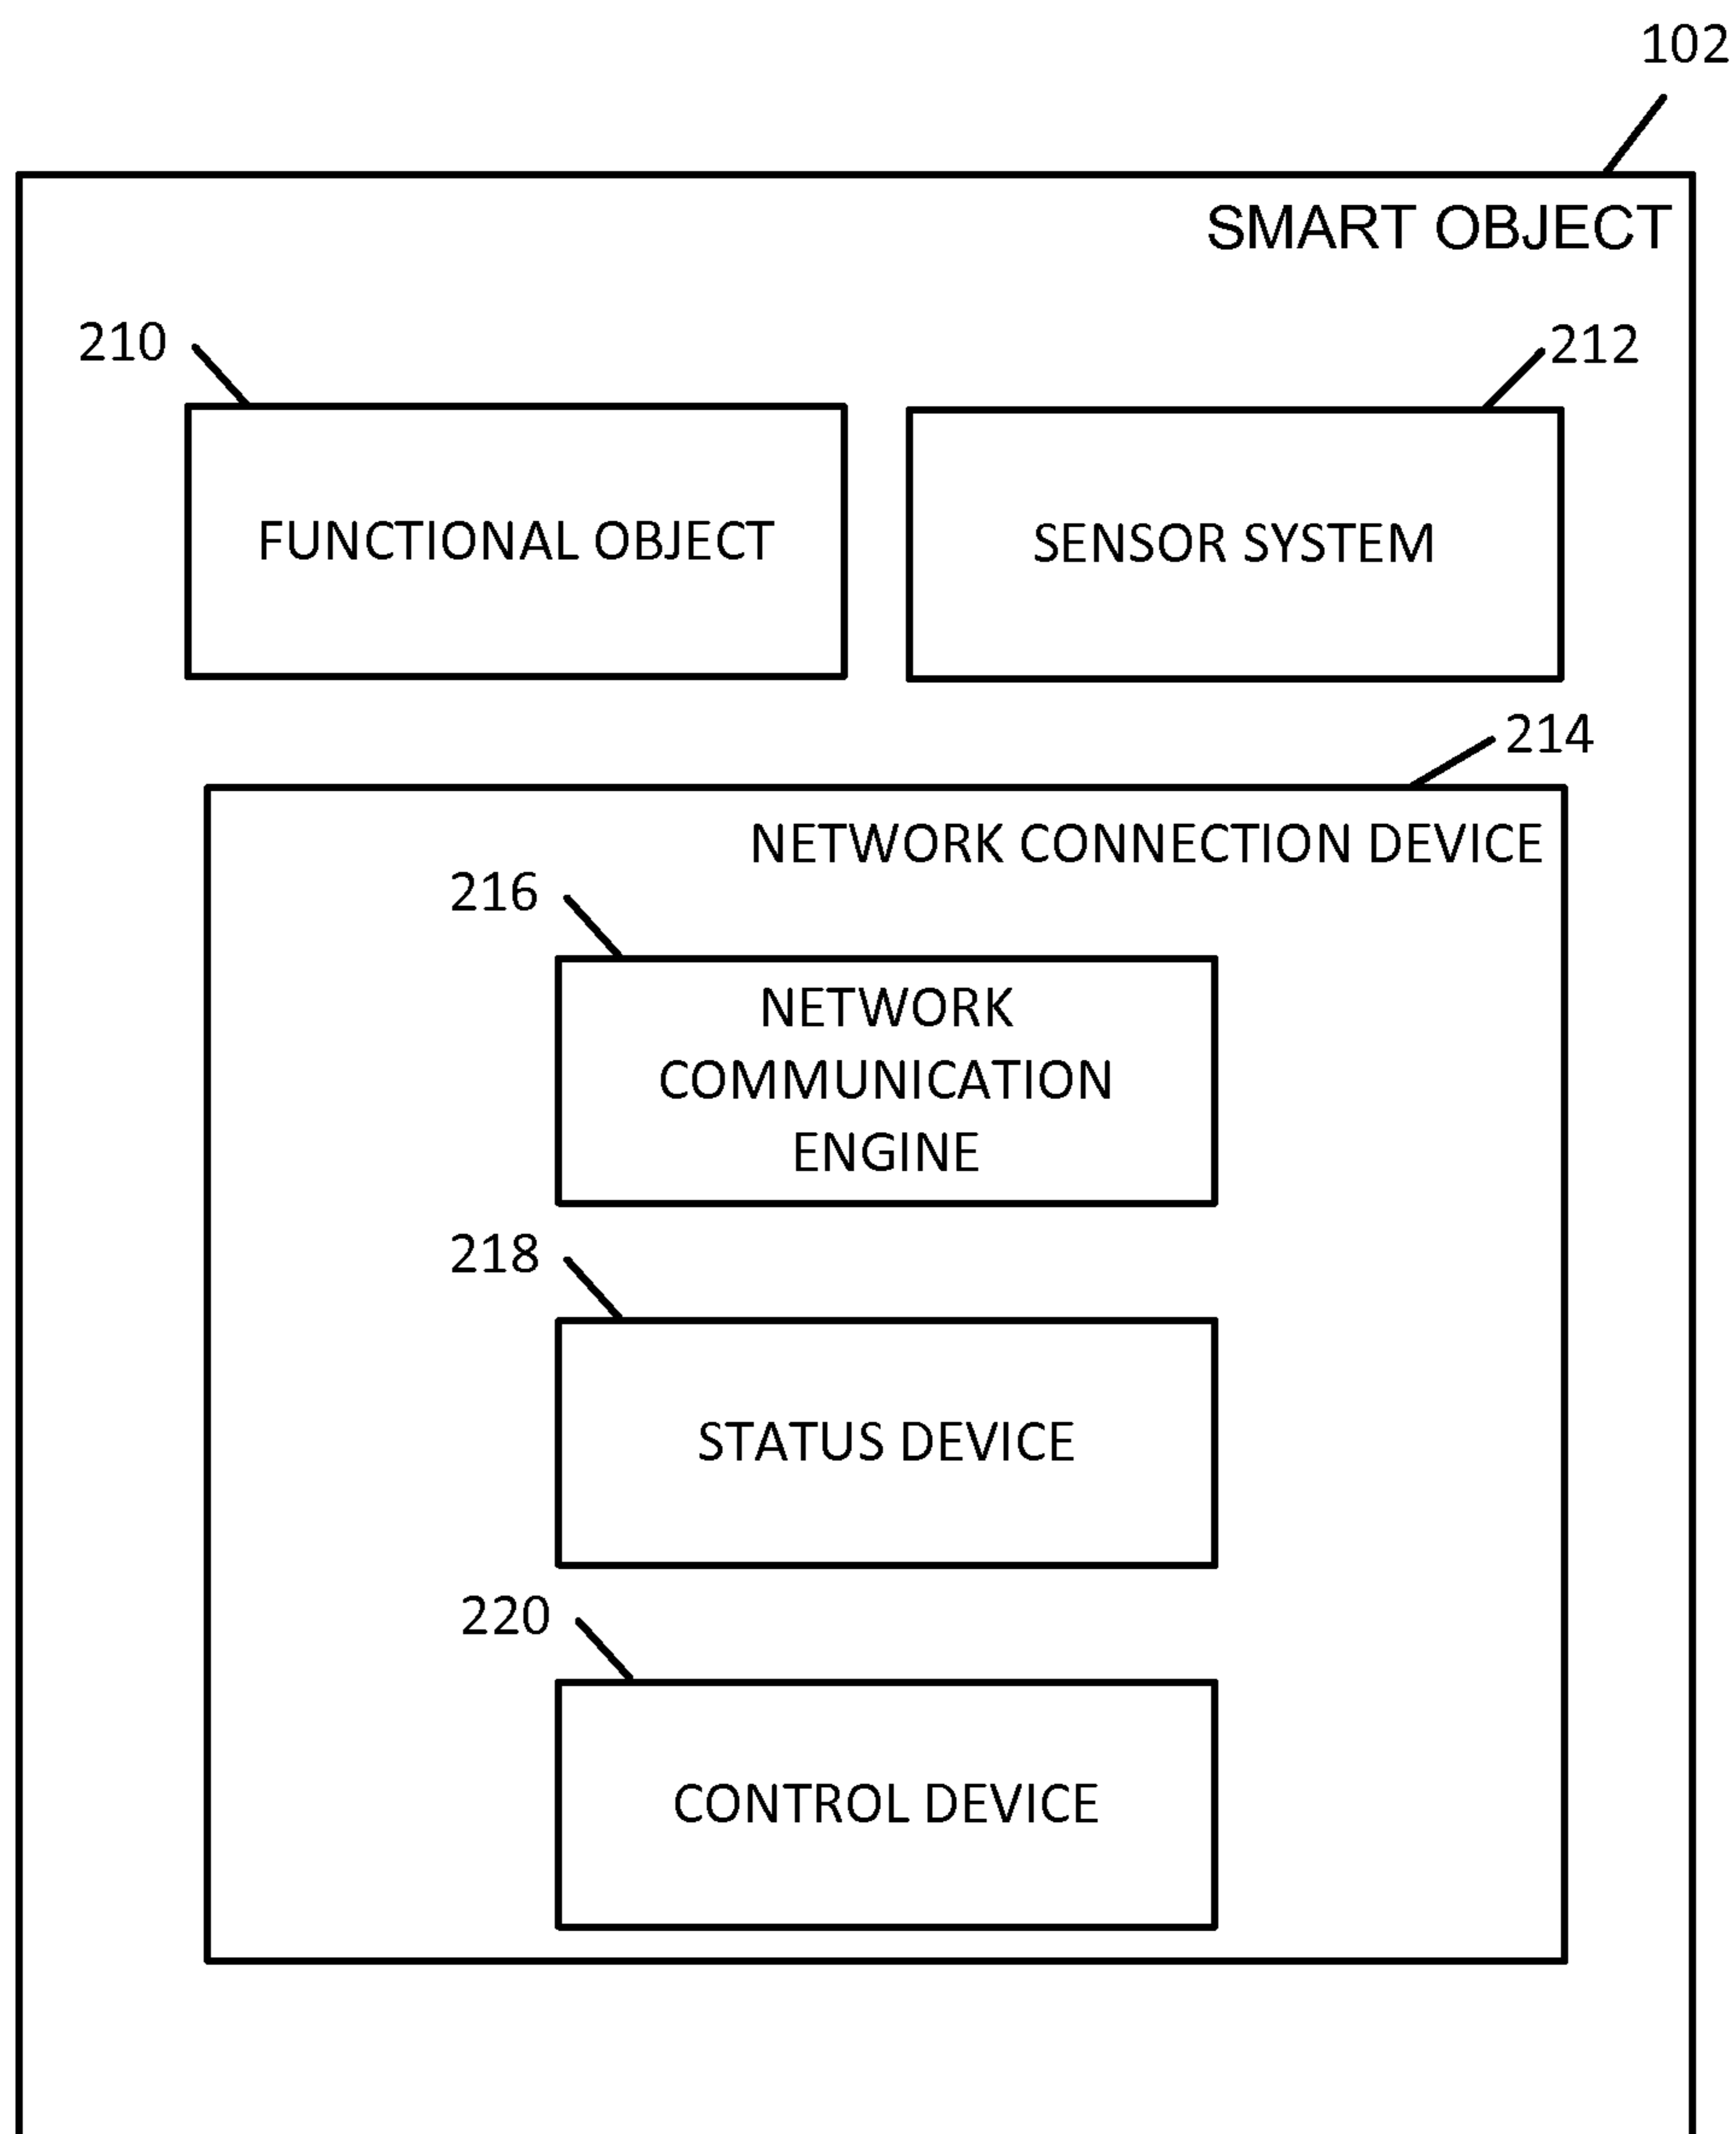 102
SMART OBJECT
210
212
FUNCTIONAL OBJECT
SENSOR SYSTEM
214
NETWORK CONNECTION DEVICE
216
NETWORK
COMMUNICATION
ENGINE
218
STATUS DEVICE
220
CONTROL DEVICE